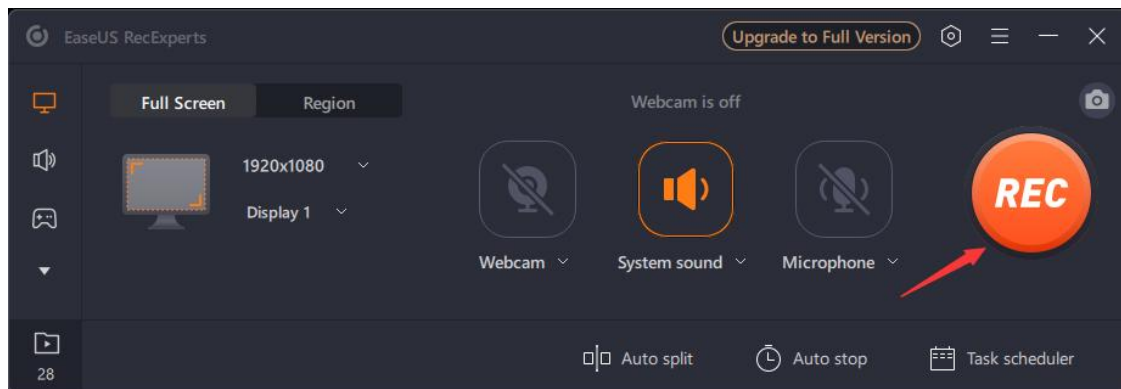 EaseUS RecExperts
Upgrade to Full Version
Full Screen
Region
Webcam is off
1920x1080
Display 1
REC
Webcam
System sound
Microphone
28
Auto split
Auto stop
Task scheduler